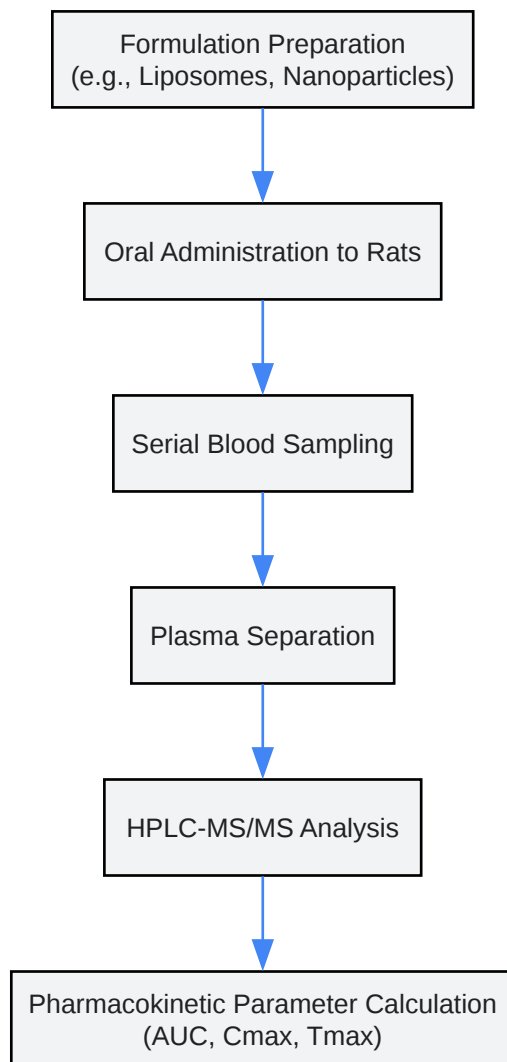 Formulation Preparation
(e.g., Liposomes, Nanoparticles)
Oral Administration to Rats
Serial Blood Sampling
Plasma Separation
HPLC-MS/MS Analysis
Pharmacokinetic Parameter Calculation
(AUC, Cmax, Tmax)